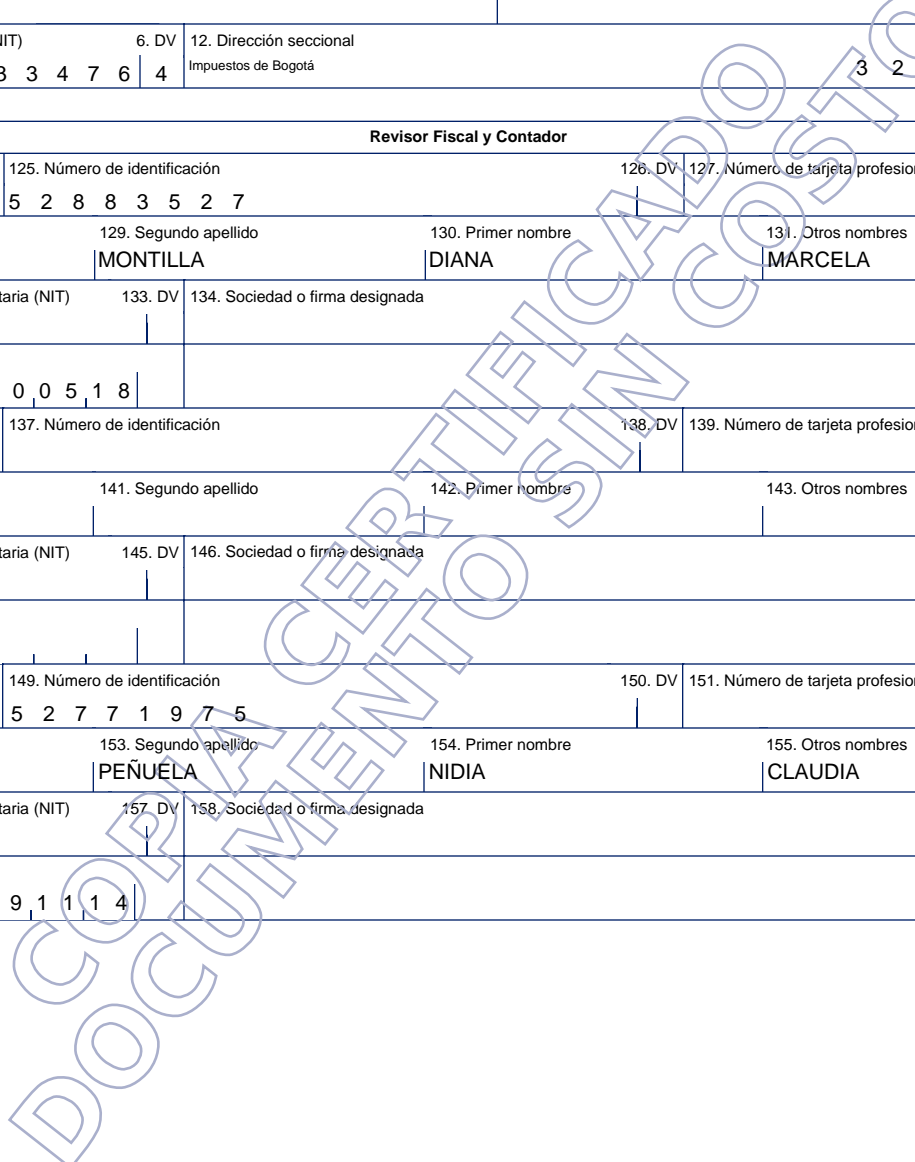 NIT) 6. DV 12. Dirección seccional
3 3 4 7 6 4 Impuestos de Bogotá 3 2
Revisor Fiscal y Contador
125. Número de identificación 126. DV 127. Número de tarjeta profesion
5 2 8 8 3 5 2 7
129. Segundo apellido 130. Primer nombre 131. Otros nombres
MONTILLA DIANA MARCELA
taria (NIT) 133. DV 134. Sociedad o firma designada
0 0 5 1 8
137. Número de identificación 138. DV 139. Número de tarjeta profesion
141. Segundo apellido 142. Primer nombre 143. Otros nombres
taria (NIT) 145. DV 146. Sociedad o firma designada
149. Número de identificación 150. DV 151. Número de tarjeta profesion
5 2 7 7 1 9 7 5
153. Segundo apellido 154. Primer nombre 155. Otros nombres
PEÑUELA NIDIA CLAUDIA
taria (NIT) 157. DV 158. Sociedad o firma designada
9 1 1 1 4
COPIA CERTIFICADO
DOCUMENTO SIN COSTO